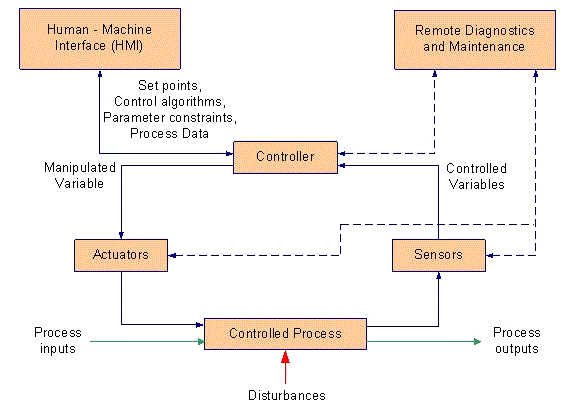 Human - Machine
Interface (HMI)
Remote Diagnostics
and Maintenance
Set points,
Control algorithms,
Parameter constraints,
Process Data
Controller
Manipulated
Variable
Controlled
Variables
Actuators
Sensors
Process
inputs
Controlled Process
Process
outputs
Disturbances